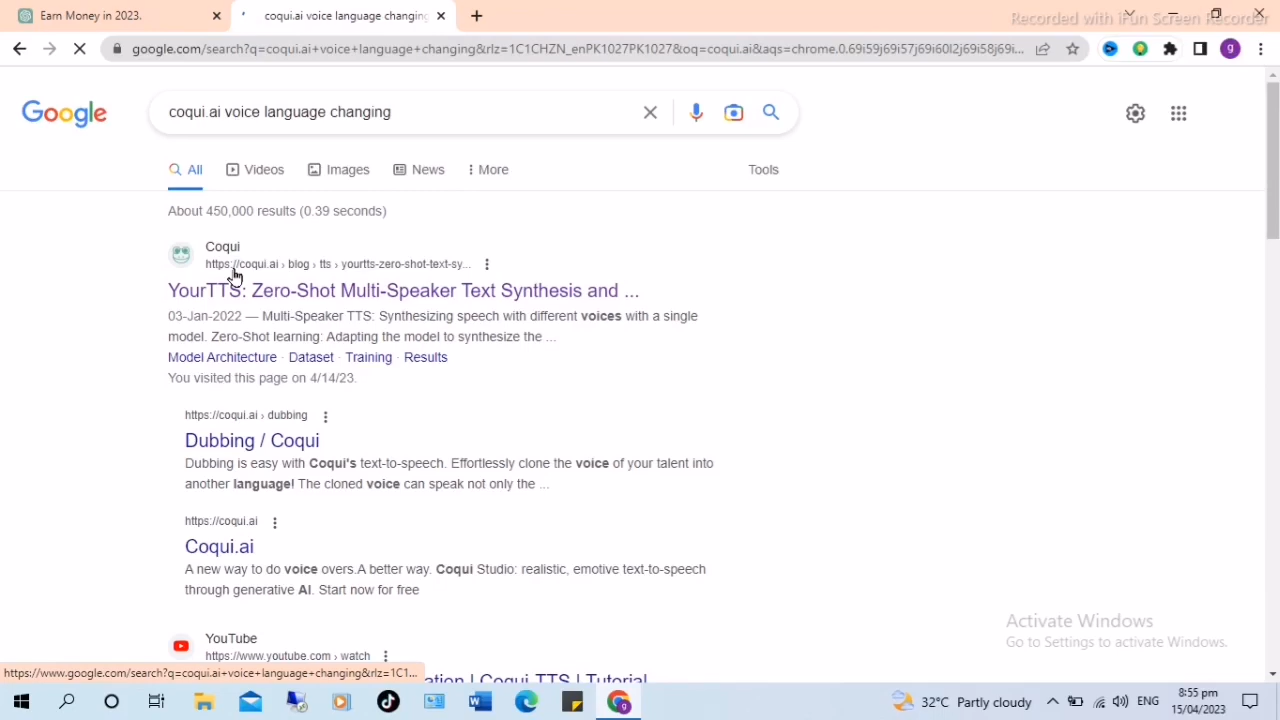 Earn Money in 2023.
coqui.ai voice language changing
Recorded with iFun Screen Recorder
google.com/search?q=coqui.ai+voice+language+changing&rlz=1C1CHZN_enPK1027PK1027&oq=coqui.ai&aqs=chrome.0.69i59j69i57j69i60l2j69i58j69i...
g
Google
coqui.ai voice language changing
All
Videos
Images
News
More
Tools
About 450,000 results (0.39 seconds)
Coqui
https://coqui.ai › blog › tts › yourtts-zero-shot-text-sy...
YourTTS: Zero-Shot Multi-Speaker Text Synthesis and ...
03-Jan-2022 — Multi-Speaker TTS: Synthesizing speech with different voices with a single
model. Zero-Shot learning: Adapting the model to synthesize the ...
Model Architecture · Dataset · Training · Results
You visited this page on 4/14/23.
https://coqui.ai › dubbing
Dubbing / Coqui
Dubbing is easy with Coqui's text-to-speech. Effortlessly clone the voice of your talent into
another language! The cloned voice can speak not only the ...
https://coqui.ai
Coqui.ai
A new way to do voice overs.A better way. Coqui Studio: realistic, emotive text-to-speech
through generative AI. Start now for free
YouTube
https://www.youtube.com › watch
ation | Coqui TTS | Tutorial
Activate Windows
Go to Settings to activate Windows.
https://www.google.com/search?q=coqui.ai+voice+language+changing&rlz=1C1...
32°C Partly cloudy
ENG
8:55 pm
15/04/2023